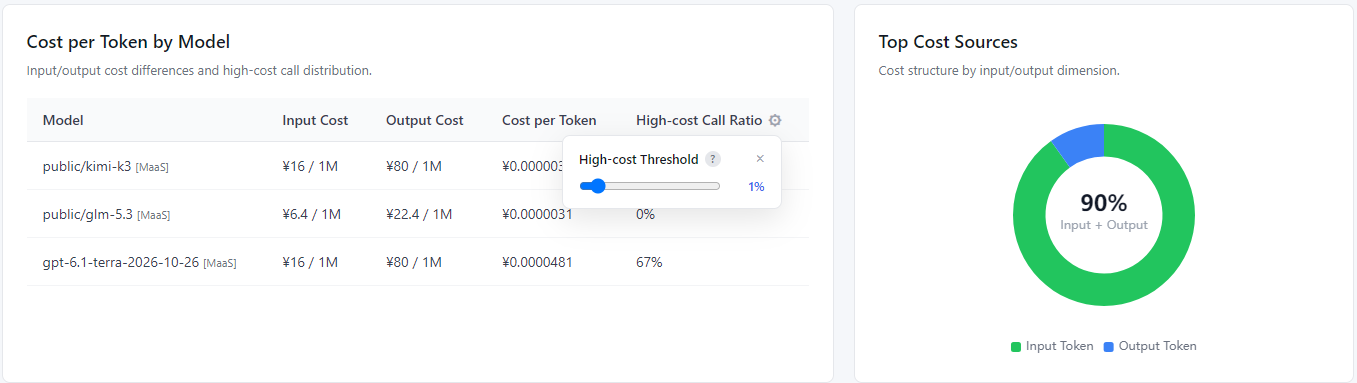 Cost per Token by Model
Input/output cost differences and high-cost call distribution.
Model Input Cost Output Cost Cost per Token High-cost Call Ratio
public/kimi-k3 [MaaS] ¥16 / 1M ¥80 / 1M
High-cost Threshold ? ×
1%
public/glm-5.3 [MaaS] ¥6.4 / 1M ¥22.4 / 1M ¥0.0000031 0%
gpt-6.1-terra-2026-10-26 [MaaS] ¥16 / 1M ¥80 / 1M ¥0.0000481 67%
Top Cost Sources
Cost structure by input/output dimension.
90%
Input + Output
Input Token Output Token